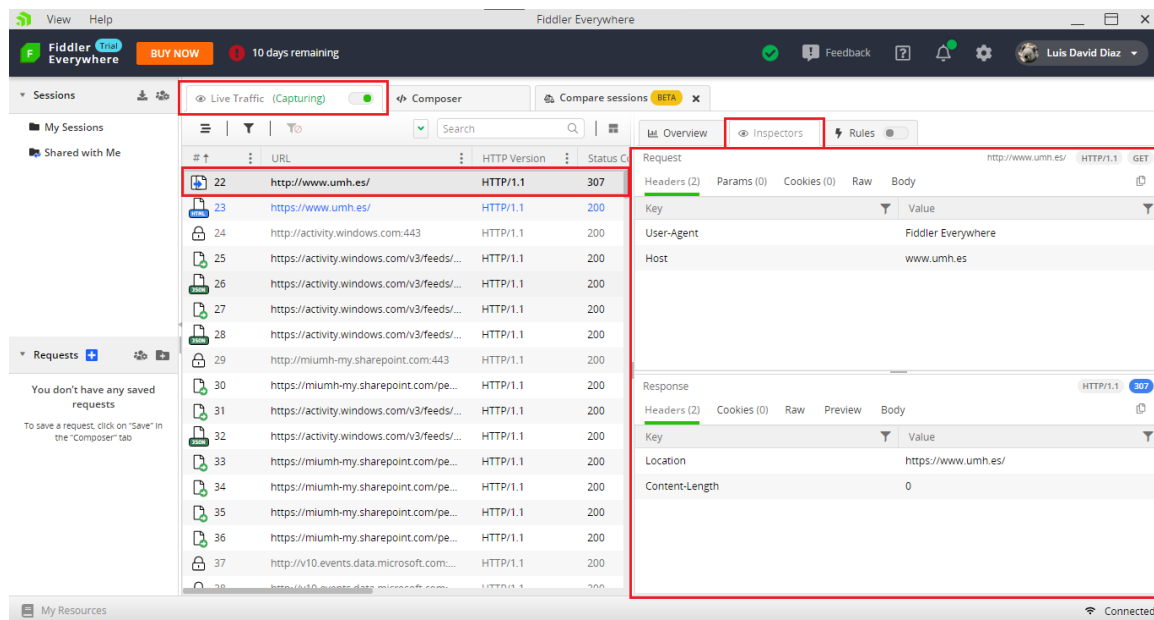 View Help Fiddler Everywhere
Fiddler Trial
Everywhere
BUY NOW
10 days remaining
Feedback
Luis David Diaz
Sessions
My Sessions
Shared with Me
Requests
You don't have any saved
requests
To save a request, click on "Save" in
the "Composer" tab
Live Traffic (Capturing)
Composer
Compare sessions BETA
Search
# URL HTTP Version Status Co
22 http://www.umh.es/ HTTP/1.1 307
23 https://www.umh.es/ HTTP/1.1 200
24 http://activity.windows.com:443 HTTP/1.1 200
25 https://activity.windows.com/v3/feeds/... HTTP/1.1 200
26 https://activity.windows.com/v3/feeds/... HTTP/1.1 200
27 https://activity.windows.com/v3/feeds/... HTTP/1.1 200
28 https://activity.windows.com/v3/feeds/... HTTP/1.1 200
29 http://miumh-my.sharepoint.com:443 HTTP/1.1 200
30 https://miumh-my.sharepoint.com/pe... HTTP/1.1 200
31 https://activity.windows.com/v3/feeds/... HTTP/1.1 200
32 https://activity.windows.com/v3/feeds/... HTTP/1.1 200
33 https://miumh-my.sharepoint.com/pe... HTTP/1.1 200
34 https://miumh-my.sharepoint.com/pe... HTTP/1.1 200
35 https://miumh-my.sharepoint.com/pe... HTTP/1.1 200
36 https://miumh-my.sharepoint.com/pe... HTTP/1.1 200
37 http://v10.events.data.microsoft.com:... HTTP/1.1 200
Overview
Inspectors
Rules
Request http://www.umh.es/ HTTP/1.1 GET
Headers (2) Params (0) Cookies (0) Raw Body
Key Value
User-Agent Fiddler Everywhere
Host www.umh.es
Response HTTP/1.1 307
Headers (2) Cookies (0) Raw Preview Body
Key Value
Location https://www.umh.es/
Content-Length 0
My Resources Connected